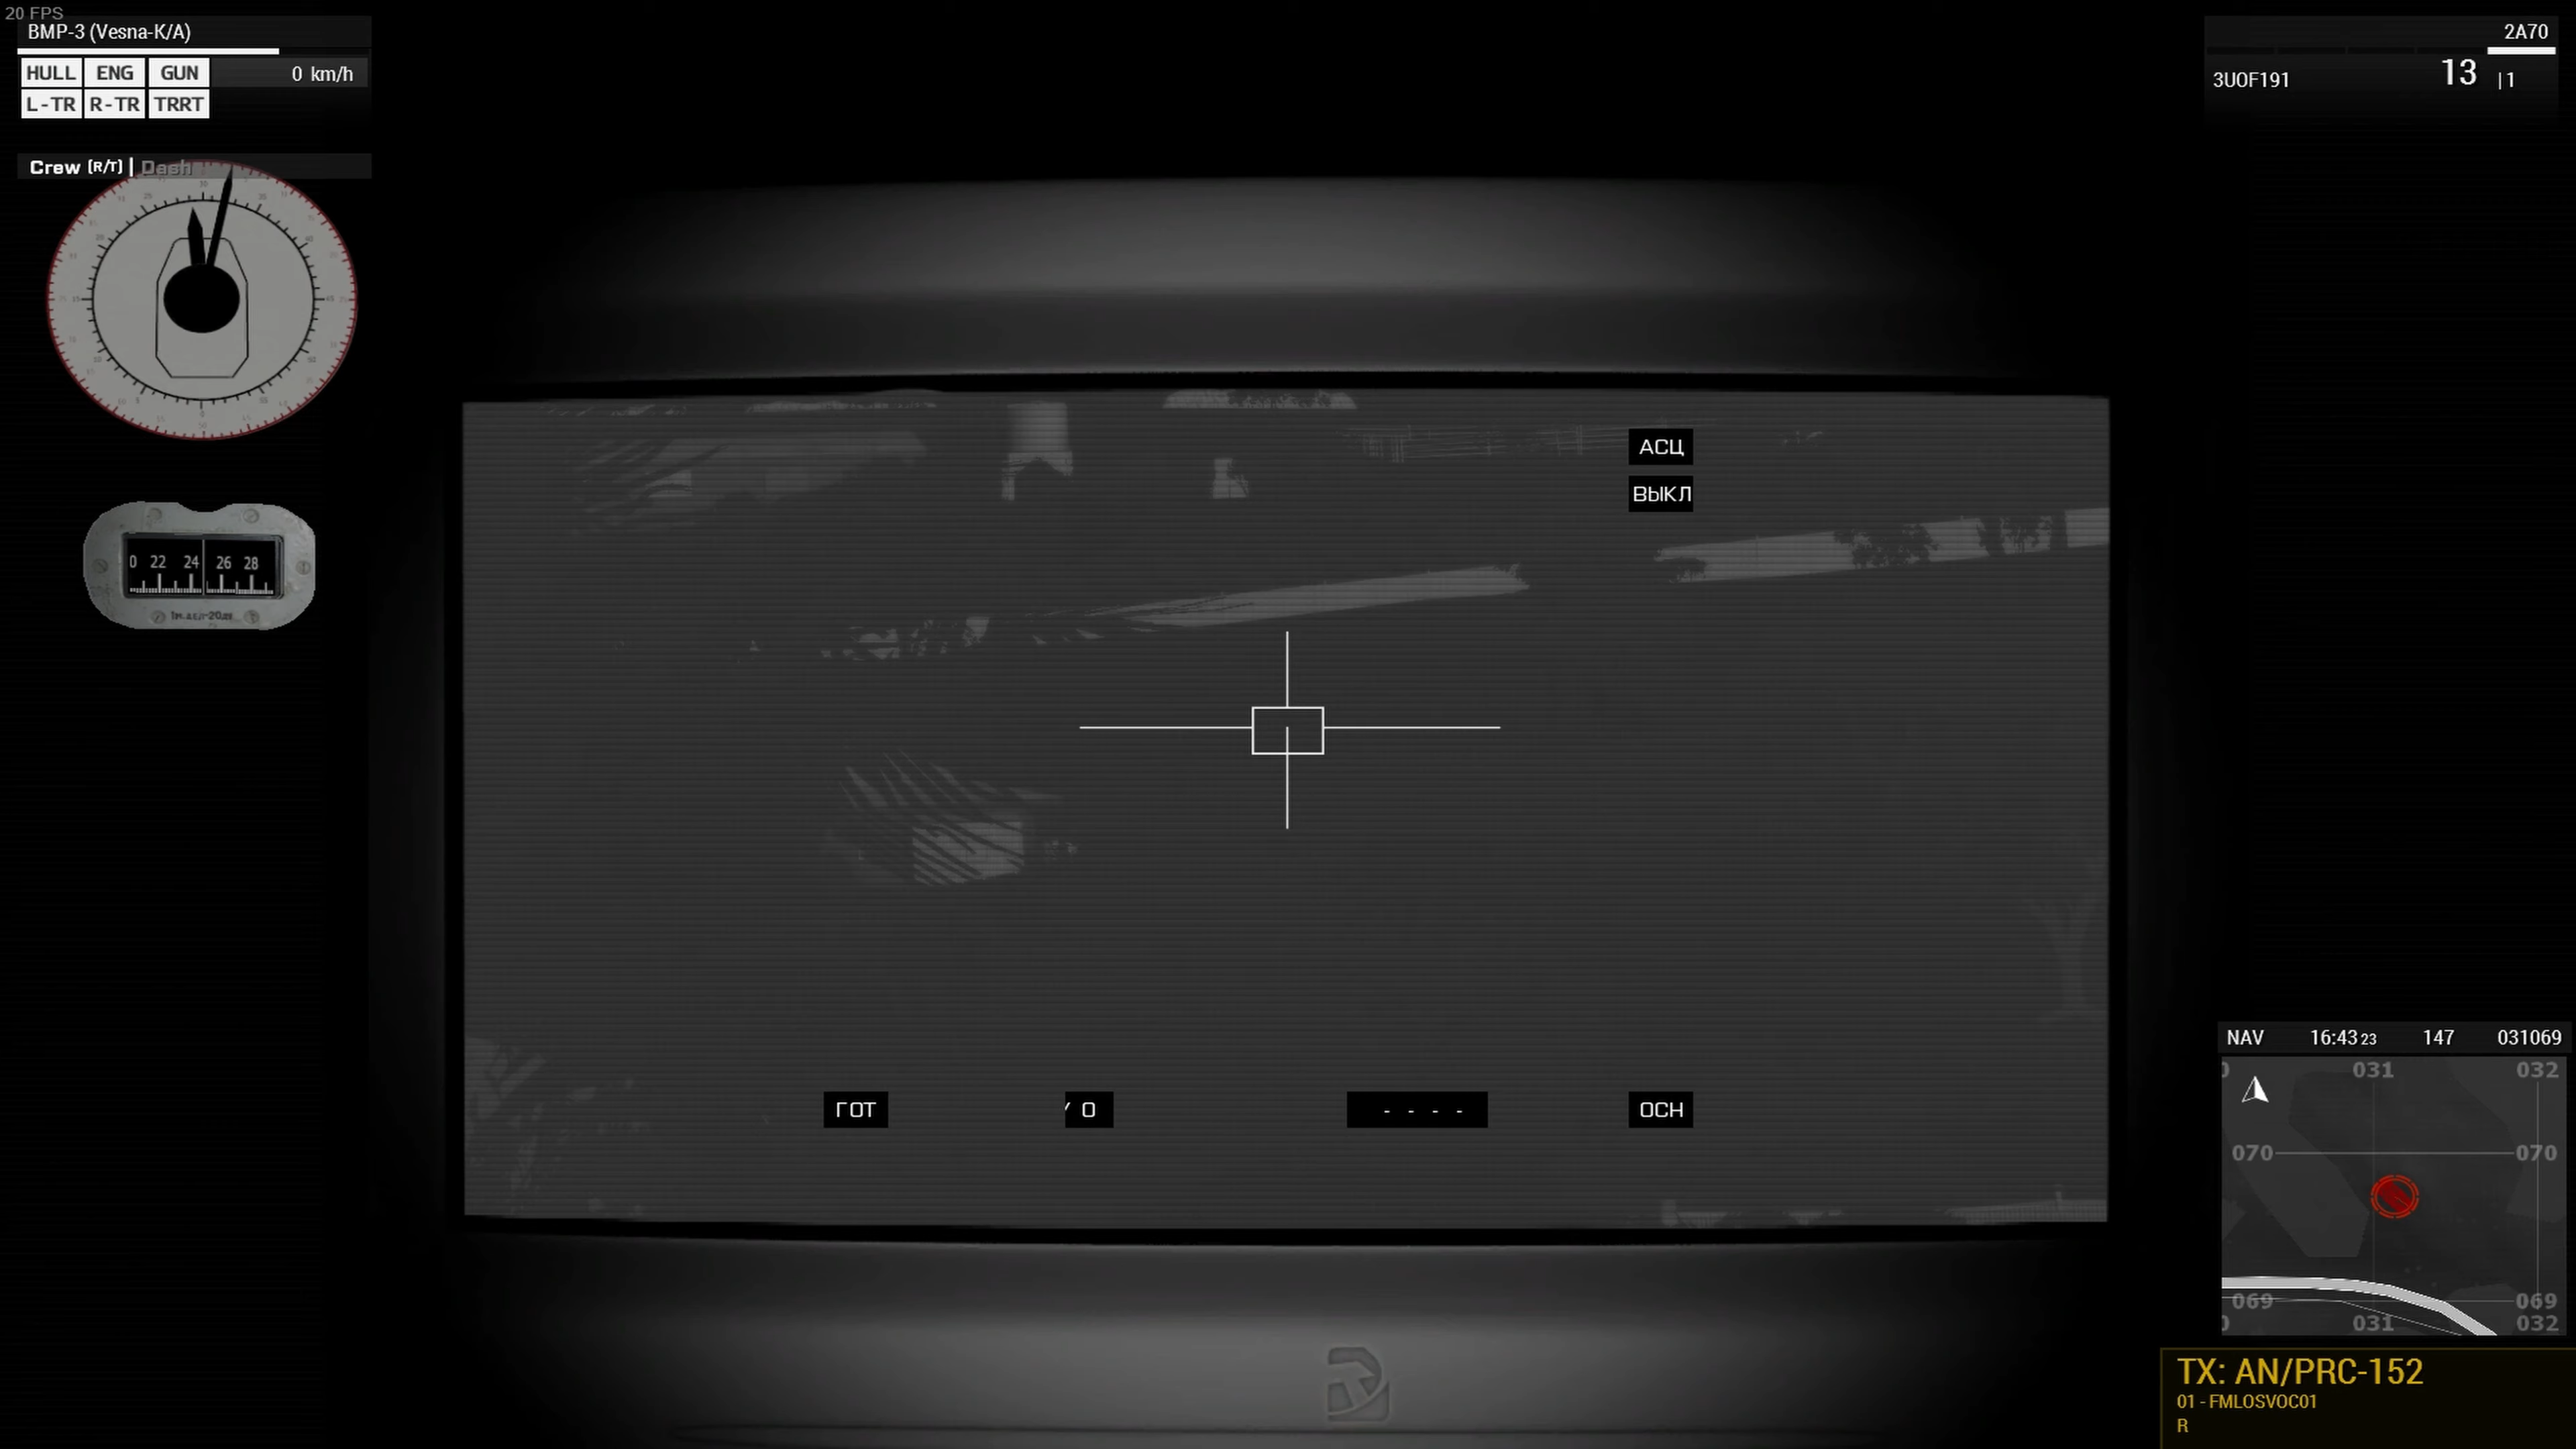 20 FPS
BMP-3 (Vesna-K/A)
HULL ENG GUN 0 km/h
L-TR R-TR TRRT
Crew (R/T) | Dash
0 22 24 26 28
2A70
3UOF191 13 |1
АСЦ
ВЫКЛ
ГОТ
О
- - - -
ОСН
NAV 16:43 23 147 031069
031 032
070 070
069 069
031 032
TX: AN/PRC-152
01 - FMLOSVOC01
R